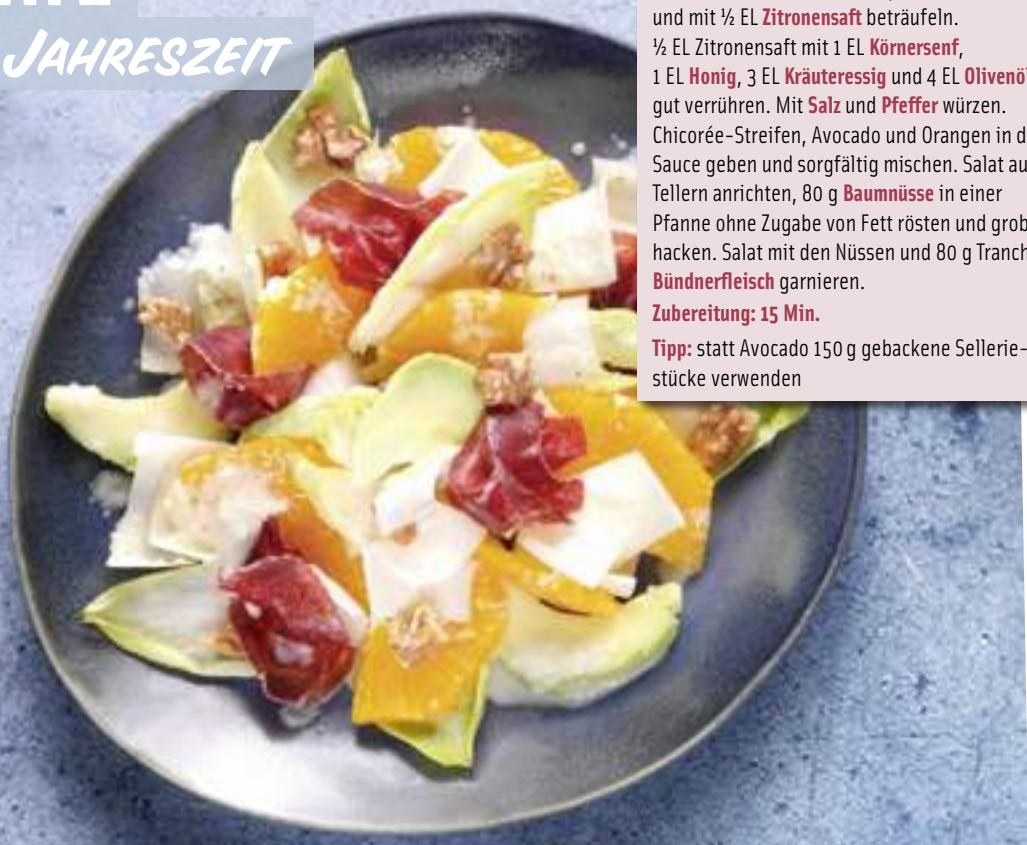 JAHRESZEIT
und mit ½ EL Zitronensaft beträufeln.
½ EL Zitronensaft mit 1 EL Körnersenf,
1 EL Honig, 3 EL Kräuteressig und 4 EL Olivenöl
gut verrühren. Mit Salz und Pfeffer würzen.
Chicorée-Streifen, Avocado und Orangen in d
Sauce geben und sorgfältig mischen. Salat au
Tellern anrichten, 80 g Baumnüsse in einer
Pfanne ohne Zugabe von Fett rösten und grob
hacken. Salat mit den Nüssen und 80 g Tranch
Bündnerfleisch garnieren.
Zubereitung: 15 Min.
Tipp: statt Avocado 150 g gebackene Sellerie-
stücke verwenden